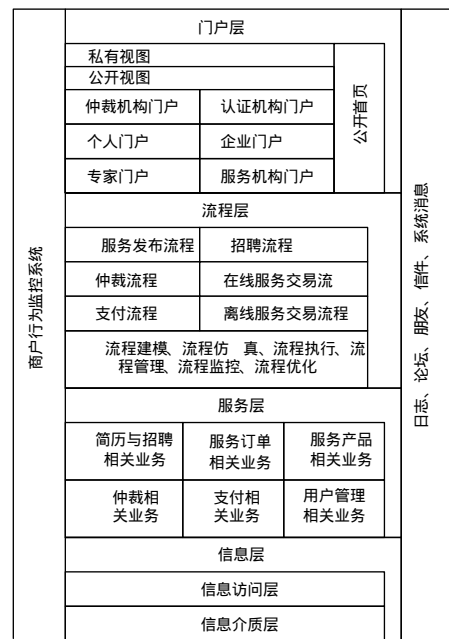 门户层
私有视图
公开视图
仲裁机构门户
认证机构门户
个人门户
企业门户
专家门户
服务机构门户
公开首页
流程层
服务发布流程
招聘流程
仲裁流程
在线服务交易流
支付流程
离线服务交易流程
流程建模、流程仿 真、流程执行、流
程管理、流程监控、流程优化
服务层
简历与招聘
相关业务
服务订单
相关业务
服务产品
相关业务
仲裁相
关业务
支付相
关业务
用户管理
相关业务
信息层
信息访问层
信息介质层
商户行为监控系统
日志、论坛、朋友、信件、系统消息